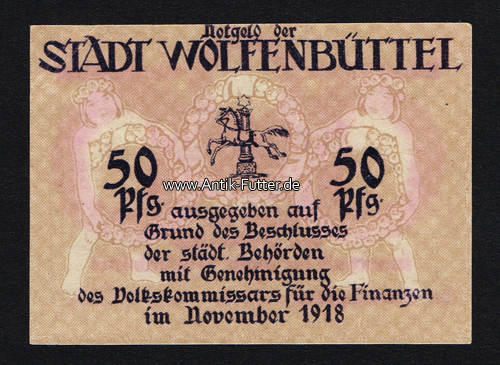 Notgeld der
STADT WOLFENBÜTTEL
50 Pfg.
50 Pfg.
www.Antik-Futter.de
ausgegeben auf
Grund des Beschlusses
der städt. Behörden
mit Genehmigung
des Volkskommissars für die Finanzen
im November 1918